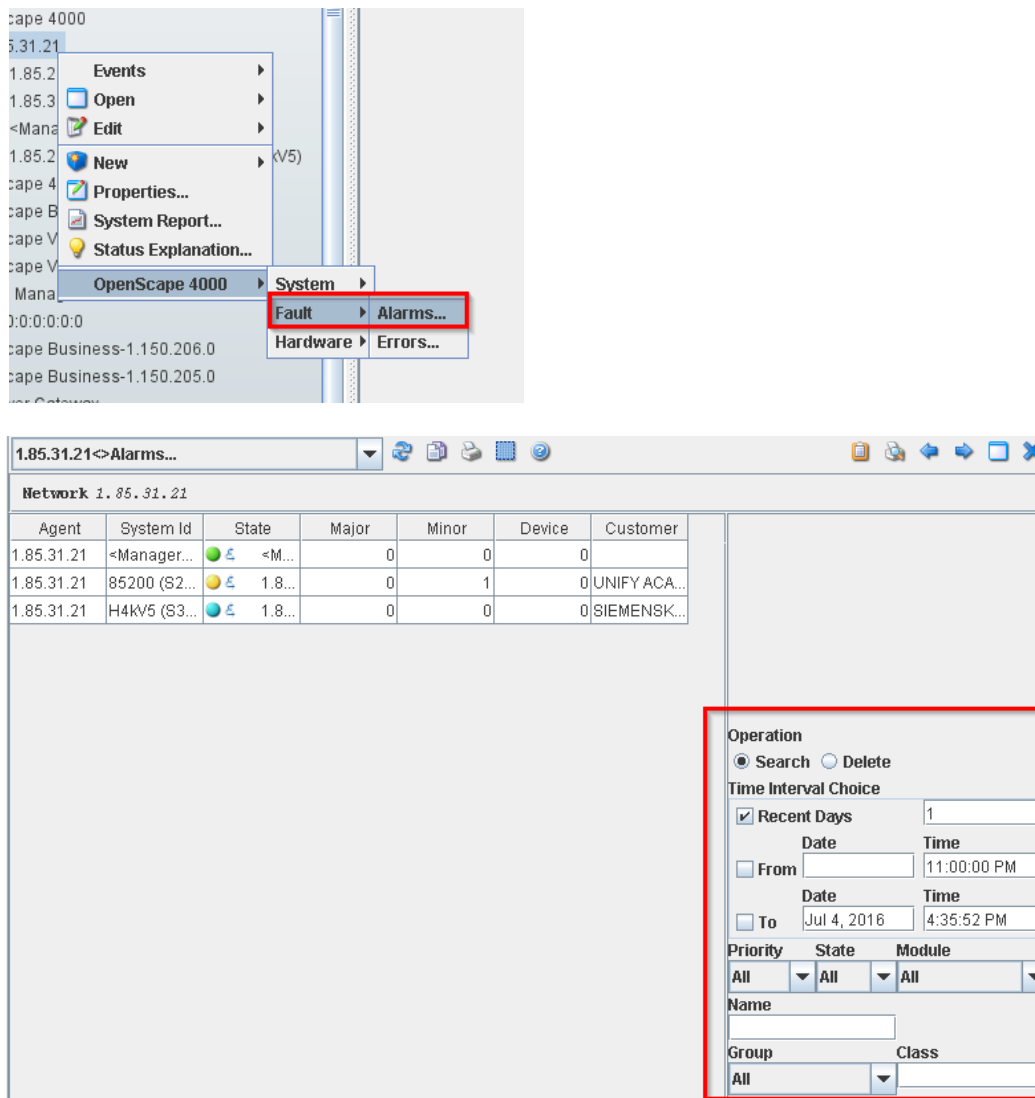 cape 4000
5.31.21
1.85.2 Events
1.85.3 Open
<Mana Edit
1.85.2 New kV5)
cape 4 Properties...
cape B System Report...
cape V Status Explanation...
cape V
Mana OpenScape 4000 System
0:0:0:0:0:0 Fault Alarms...
cape Business-1.150.206.0 Hardware Errors...
cape Business-1.150.205.0
1.85.31.21<>Alarms...
Network 1.85.31.21
Agent System Id State Major Minor Device Customer
1.85.31.21 <Manager... <M... 0 0 0
1.85.31.21 85200 (S2... 1.8... 0 1 0 UNIFY ACA...
1.85.31.21 H4kV5 (S3... 1.8... 0 0 0 SIEMENSK...
Operation
Search Delete
Time Interval Choice
Recent Days 1
Date Time
From 11:00:00 PM
Date Time
To Jul 4, 2016 4:35:52 PM
Priority State Module
All All All
Name
Group Class
All